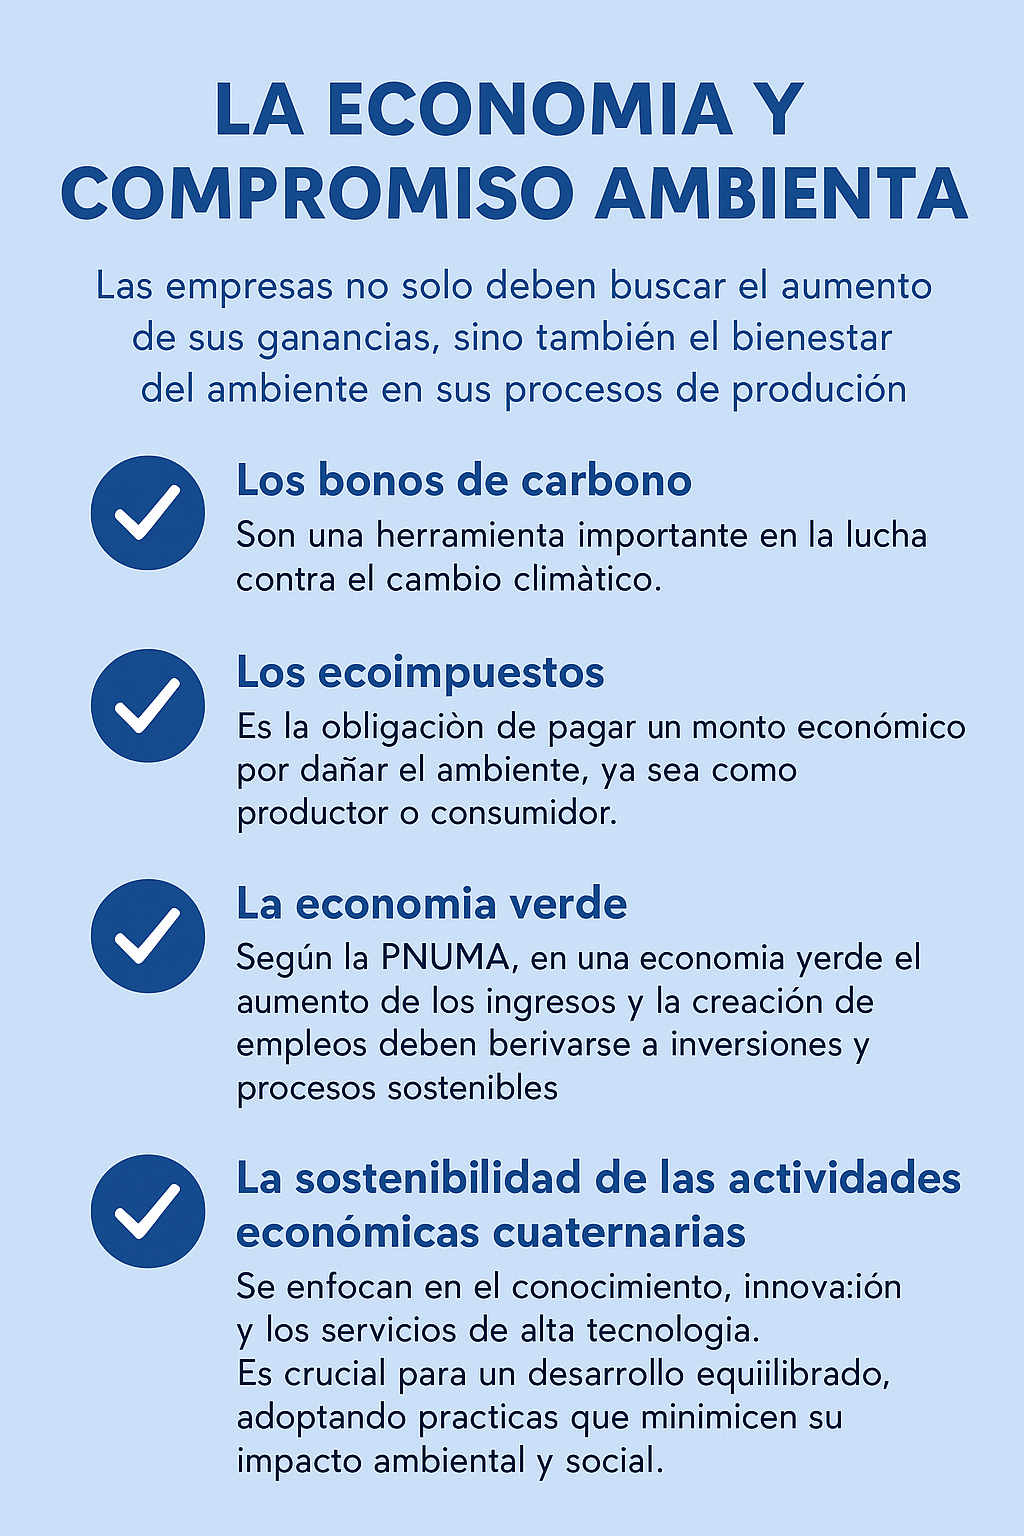 LA ECONOMIA Y
COMPROMISO AMBIENTA
Las empresas no solo deben buscar el aumento
de sus ganancias, sino también el bienestar
del ambiente en sus procesos de produción
Los bonos de carbono
Son una herramienta importante en la lucha
contra el cambio climàtico.
Los ecoimpuestos
Es la obligaciòn de pagar un monto económico
por dañar el ambiente, ya sea como
productor o consumidor.
La economia verde
Según la PNUMA, en una economia yerde el
aumento de los ingresos y la creación de
empleos deben berivarse a inversiones y
procesos sostenibles
La sostenibilidad de las actividades
económicas cuaternarias
Se enfocan en el conocimiento, innova:ión
y los servicios de alta tecnologia.
Es crucial para un desarrollo equiilibrado,
adoptando practicas que minimicen su
impacto ambiental y social.